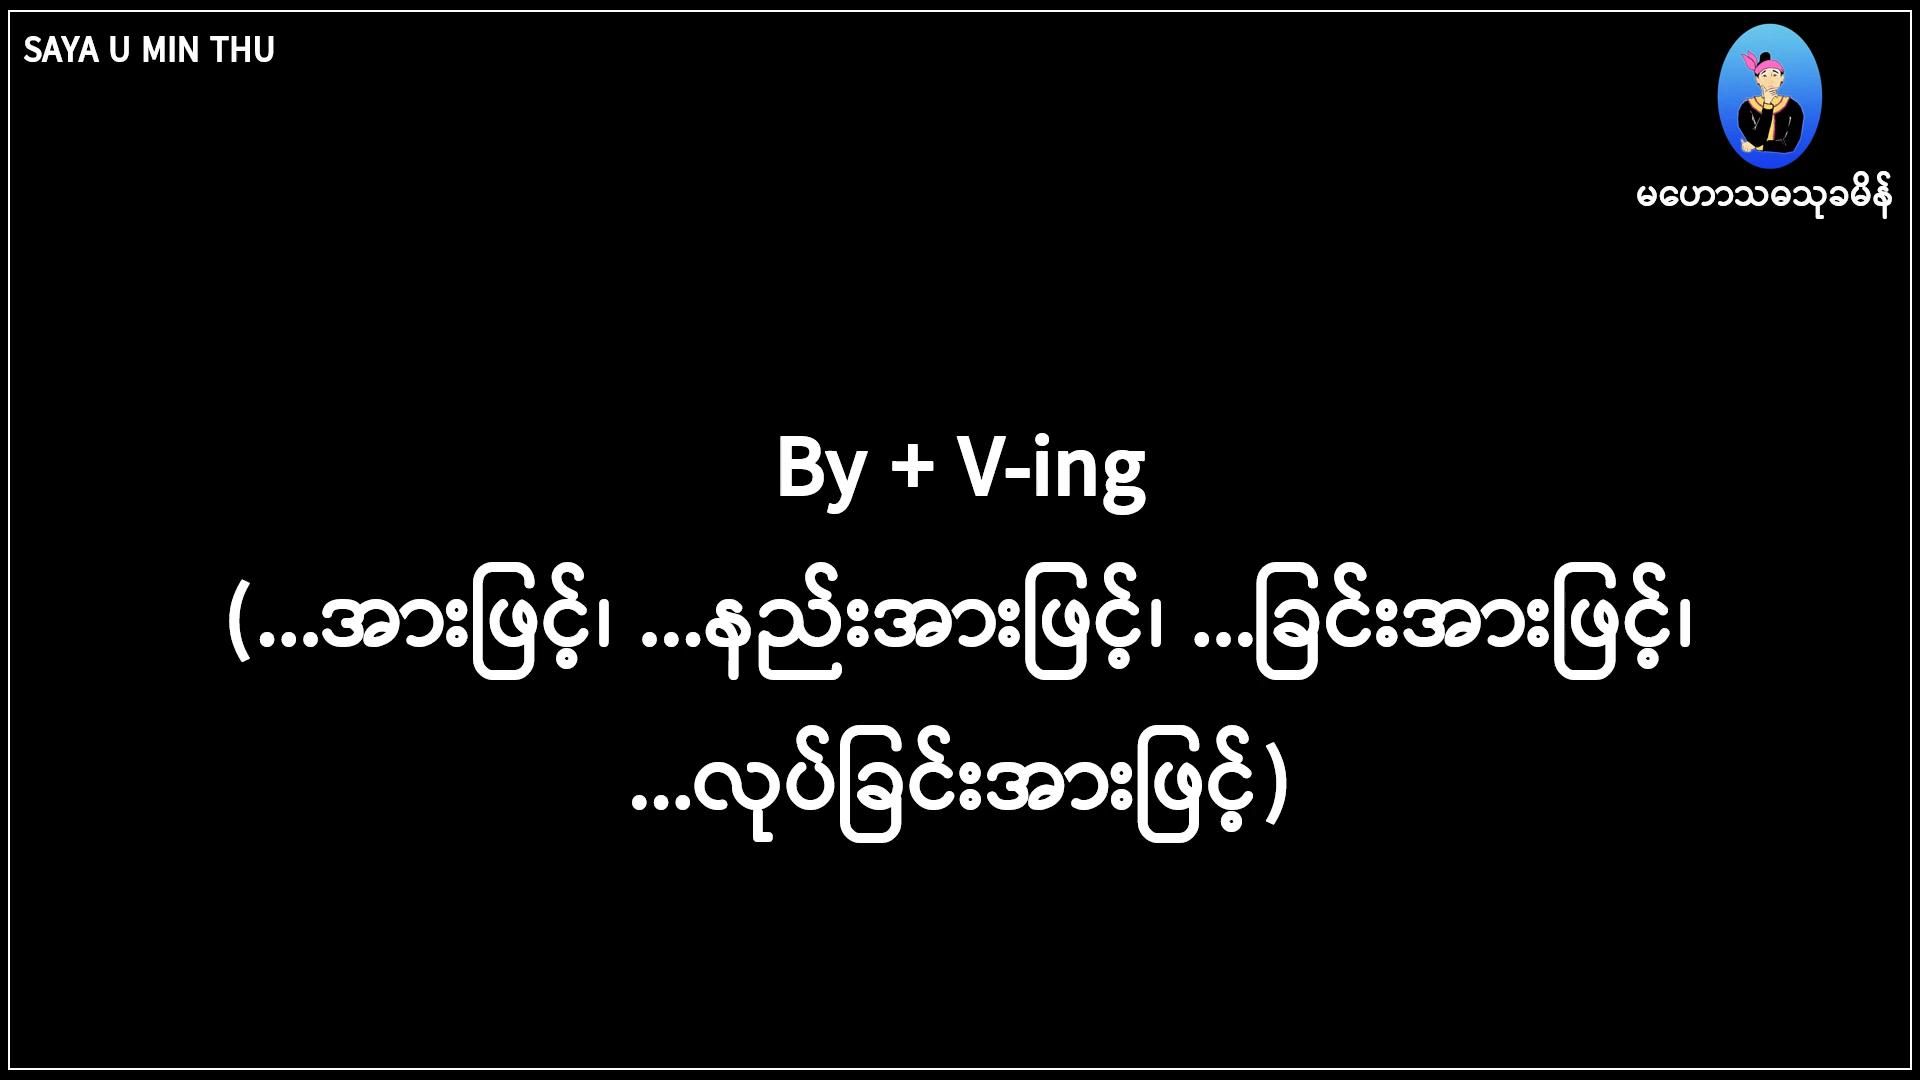 SAYA U MIN THU
မဟောသဓသုခမိန်
By + V-ing
(...အားဖြင့်၊ ...နည်းအားဖြင့်၊ ...ခြင်းအားဖြင့်၊
...လုပ်ခြင်းအားဖြင့်)